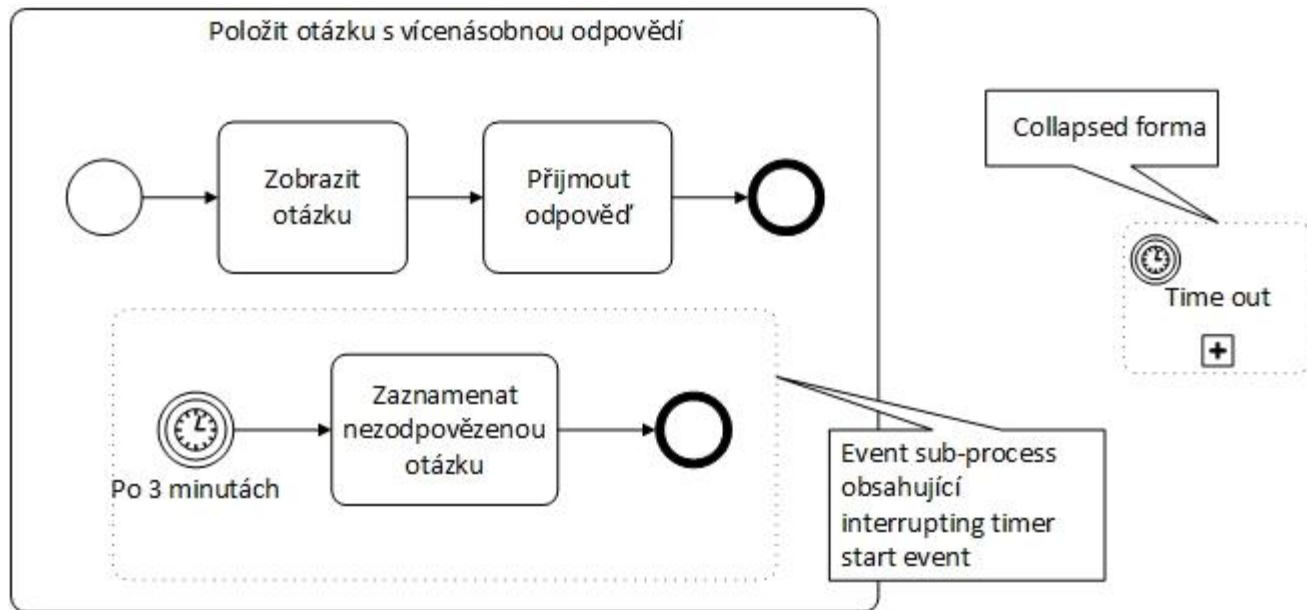 Položit otázku s vícenásobnou odpovědí
Collapsed forma
Zobrazit
otázku
Přijmout
odpověď
Time out
Zaznamenat
nezodpovězenou
otázku
Po 3 minutách
Event sub-process
obsahující
interrupting timer
start event